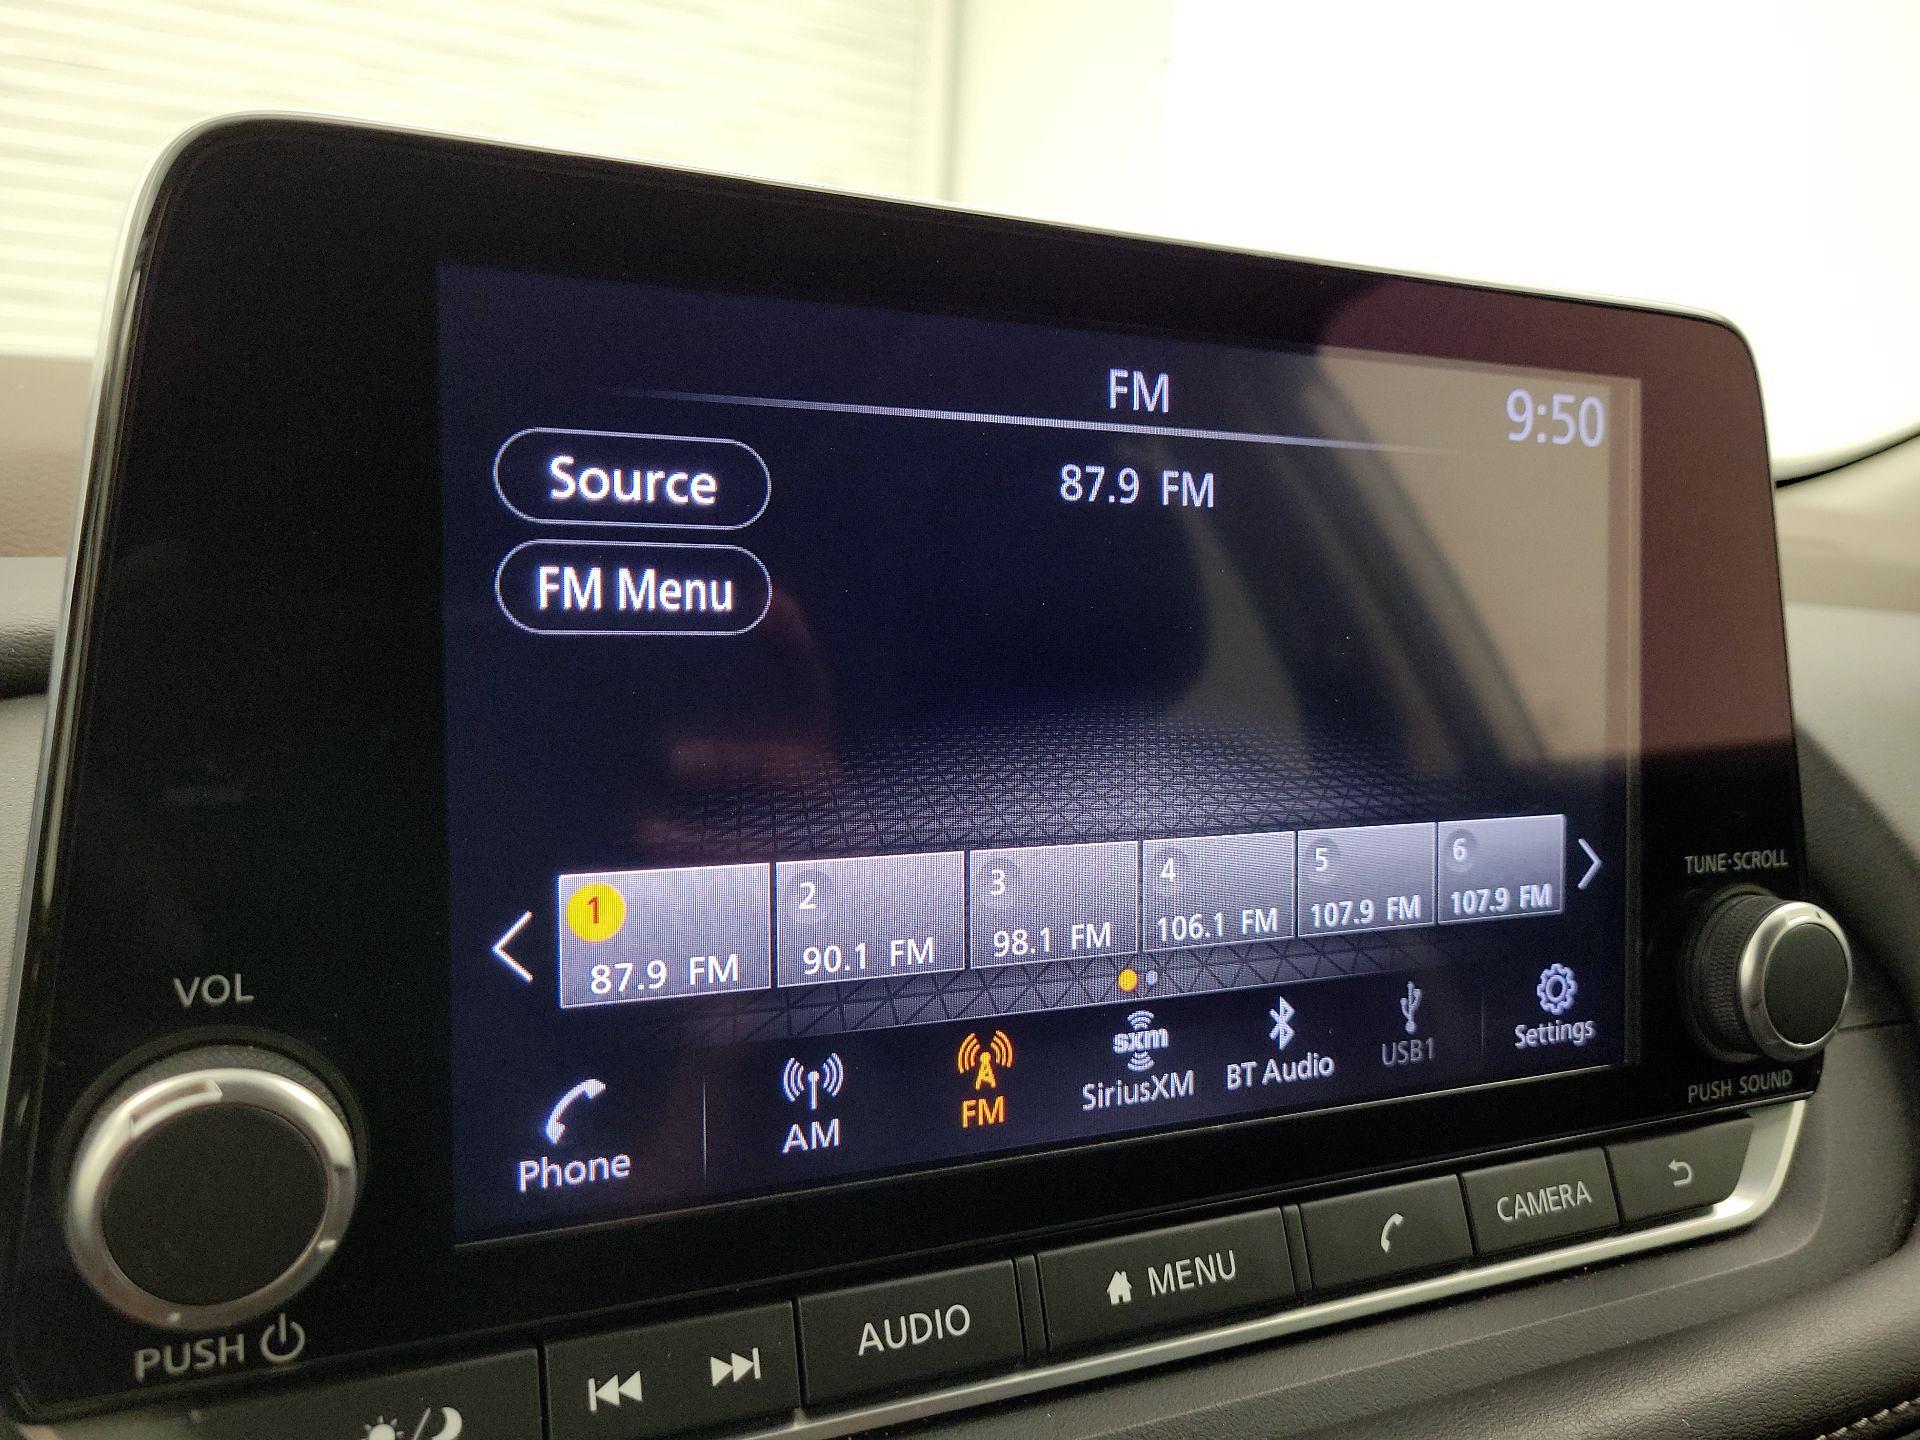 FM
9:50
Source
87.9 FM
FM Menu
1
87.9 FM
2
90.1 FM
3
98.1 FM
4
106.1 FM
5
107.9 FM
6
107.9 FM
Phone
AM
FM
sxm
SiriusXM
BT Audio
USB1
Settings
VOL
PUSH
TUNE·SCROLL
PUSH SOUND
AUDIO
MENU
CAMERA